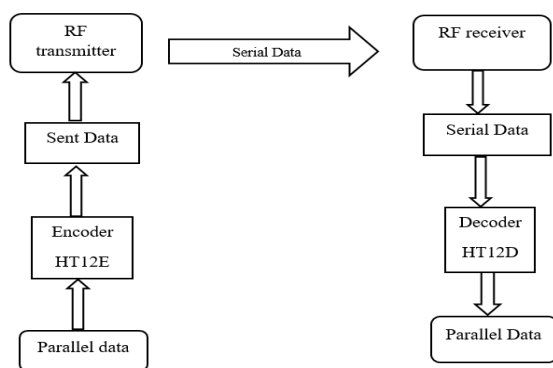 RF
transmitter
Serial Data
RF receiver
Sent Data
Serial Data
Encoder
HT12E
Decoder
HT12D
Parallel data
Parallel Data